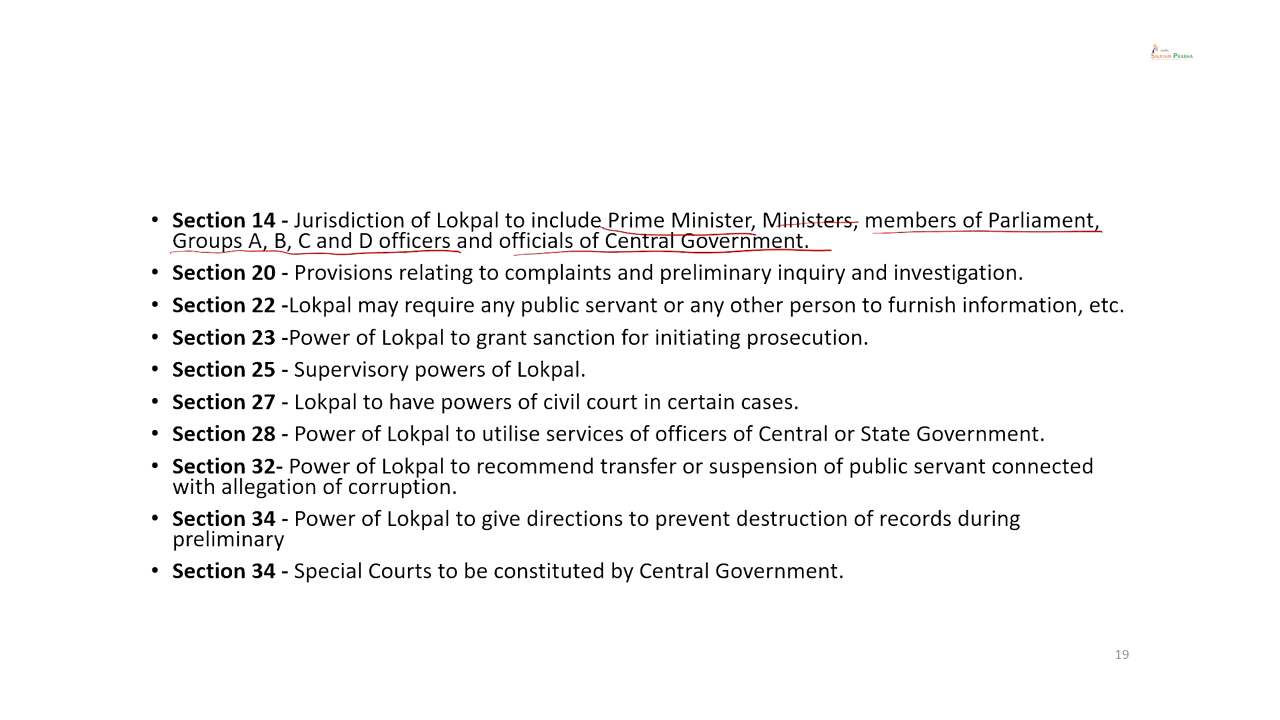 SWAYAM PRABHA
• Section 14 - Jurisdiction of Lokpal to include Prime Minister, Ministers, members of Parliament,
Groups A, B, C and D officers and officials of Central Government.
• Section 20 - Provisions relating to complaints and preliminary inquiry and investigation.
• Section 22 -Lokpal may require any public servant or any other person to furnish information, etc.
• Section 23 -Power of Lokpal to grant sanction for initiating prosecution.
• Section 25 - Supervisory powers of Lokpal.
• Section 27 - Lokpal to have powers of civil court in certain cases.
• Section 28 - Power of Lokpal to utilise services of officers of Central or State Government.
• Section 32- Power of Lokpal to recommend transfer or suspension of public servant connected
with allegation of corruption.
• Section 34 - Power of Lokpal to give directions to prevent destruction of records during
preliminary
• Section 34 - Special Courts to be constituted by Central Government.
19